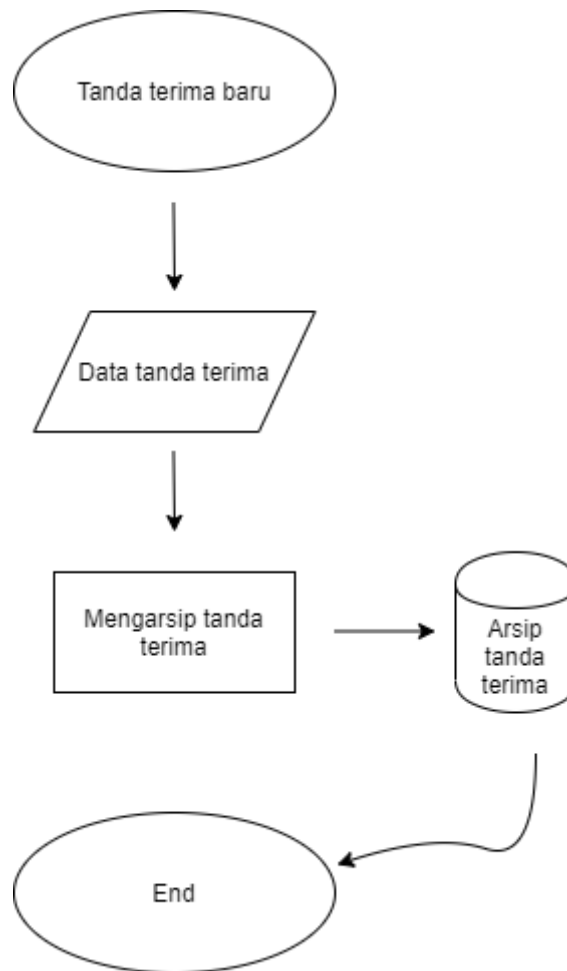 Tanda terima baru
Data tanda terima
Mengarsip tanda
terima
Arsip
tanda
terima
End